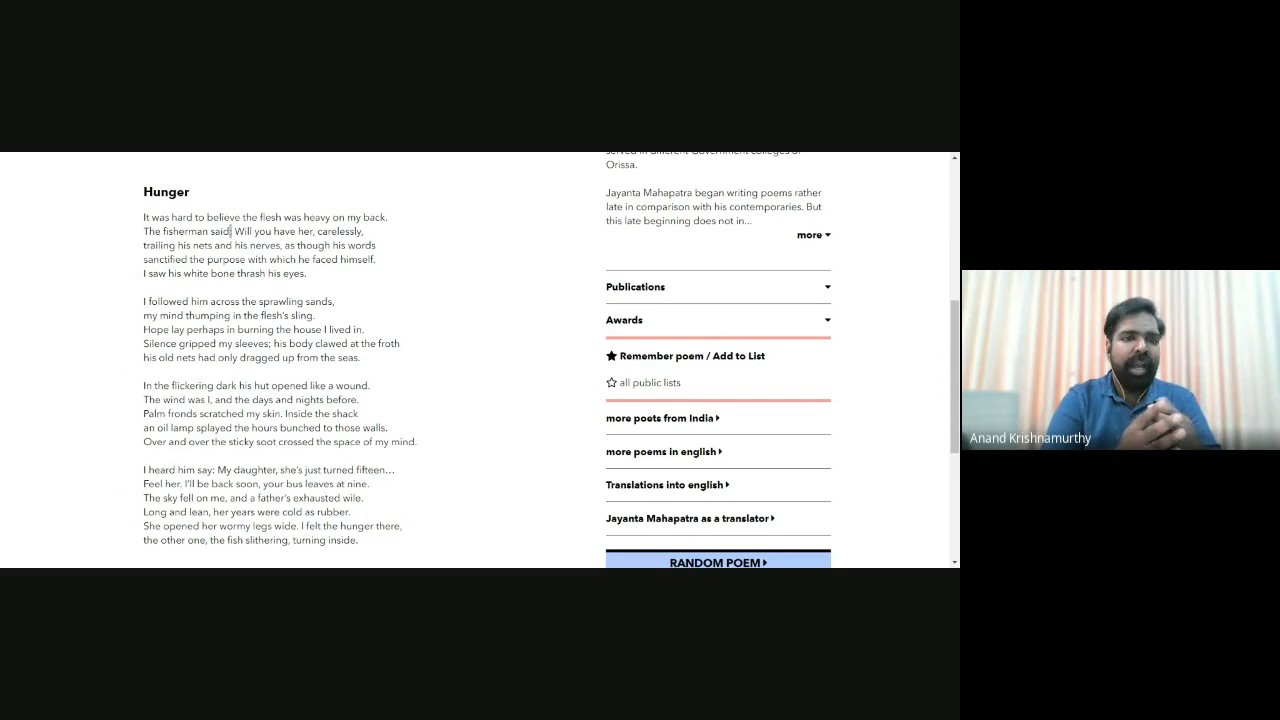 Hunger
It was hard to believe the flesh was heavy on my back.
The fisherman said: Will you have her, carelessly,
trailing his nets and his nerves, as though his words
sanctified the purpose with which he faced himself.
I saw his white bone thrash his eyes.
I followed him across the sprawling sands,
my mind thumping in the flesh's sling.
Hope lay perhaps in burning the house I lived in.
Silence gripped my sleeves; his body clawed at the froth
his old nets had only dragged up from the seas.
In the flickering dark his hut opened like a wound.
The wind was I, and the days and nights before.
Palm fronds scratched my skin. Inside the shack
an oil lamp splayed the hours bunched to those walls.
Over and over the sticky soot crossed the space of my mind.
I heard him say: My daughter, she's just turned fifteen…
Feel her. I'll be back soon, your bus leaves at nine.
The sky fell on me, and a father's exhausted wile.
Long and lean, her years were cold as rubber.
She opened her wormy legs wide. I felt the hunger there,
the other one, the fish slithering, turning inside.
served in different Government colleges of
Orissa.
Jayanta Mahapatra began writing poems rather
late in comparison with his contemporaries. But
this late beginning does not in...
more
Publications
Awards
Remember poem / Add to List
all public lists
more poets from India
more poems in english
Translations into english
Jayanta Mahapatra as a translator
RANDOM POEM
Anand Krishnamurthy